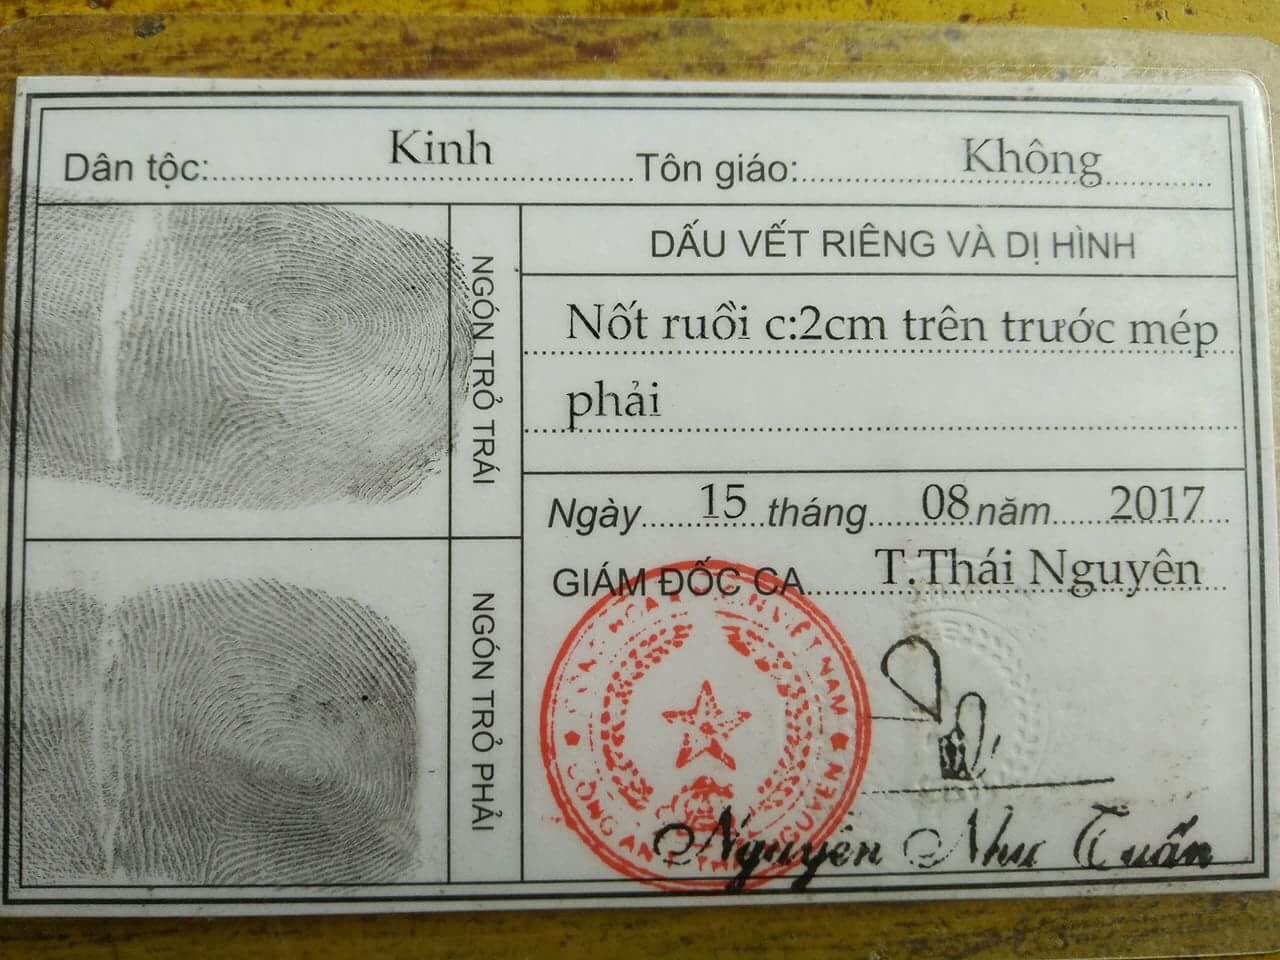 Dân tộc: Kinh Tôn giáo: Không
NGÓN TRỎ TRÁI
NGÓN TRỎ PHẢI
DẤU VẾT RIÊNG VÀ DỊ HÌNH
Nốt ruồi c:2cm trên trước mép
phải
Ngày 15 tháng 08 năm 2017
GIÁM ĐỐC CA T.Thái Nguyên
VIỆT NAM
CÔNG AN NGUYÊN
Nguyễn Như Tuấn